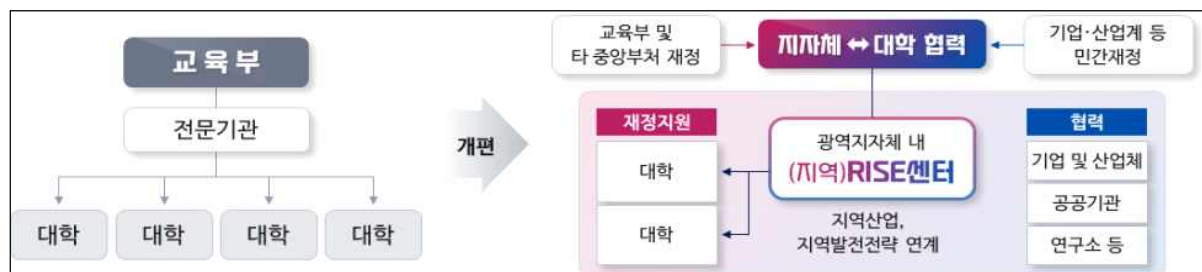 교육부
전문기관
대학 대학 대학 대학
개편
교육부 및
타 중앙부처 재정
지자체 ↔ 대학 협력
기업·산업계 등
민간재정
재정지원
대학
대학
광역지자체 내
(지역)RISE센터
지역산업,
지역발전전략 연계
협력
기업 및 산업체
공공기관
연구소 등